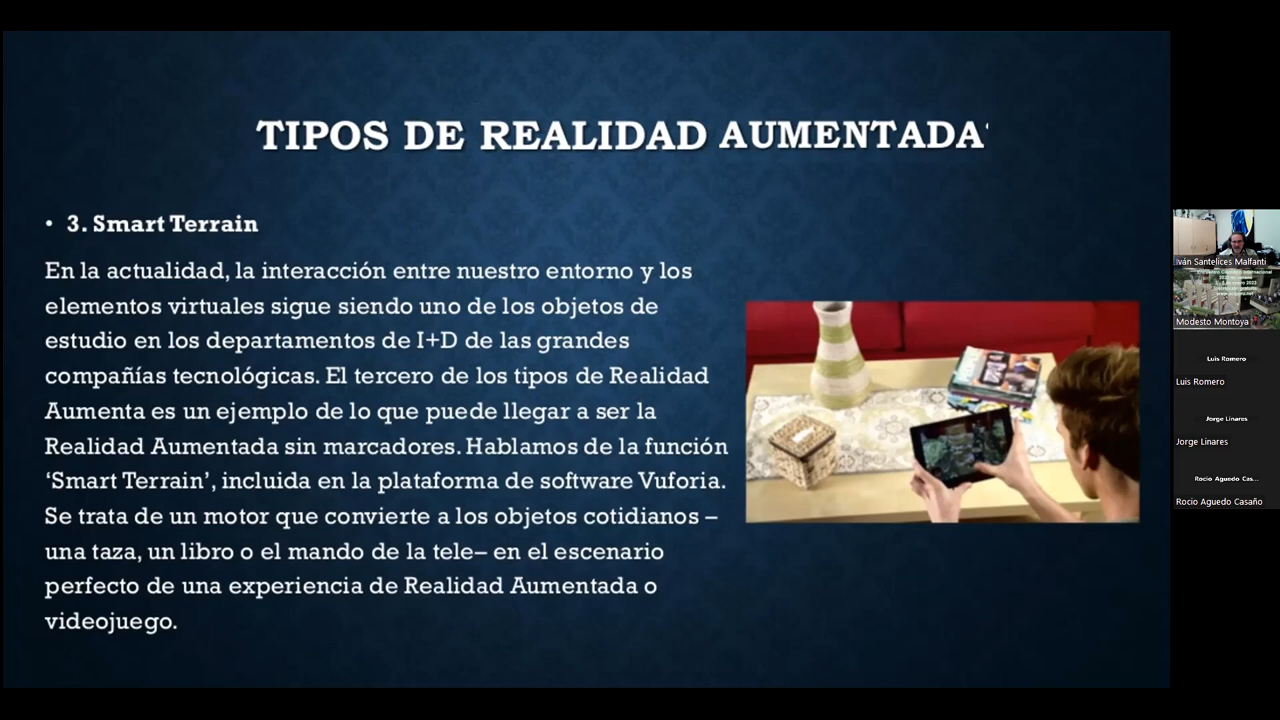 TIPOS DE REALIDAD AUMENTADA
• 3. Smart Terrain
En la actualidad, la interacción entre nuestro entorno y los
elementos virtuales sigue siendo uno de los objetos de
estudio en los departamentos de I+D de las grandes
compañías tecnológicas. El tercero de los tipos de Realidad
Aumenta es un ejemplo de lo que puede llegar a ser la
Realidad Aumentada sin marcadores. Hablamos de la función
‘Smart Terrain’, incluida en la plataforma de software Vuforia.
Se trata de un motor que convierte a los objetos cotidianos –
una taza, un libro o el mando de la tele– en el escenario
perfecto de una experiencia de Realidad Aumentada o
videojuego.
Iván Santelices Malfanti
Modesto Montoya
Luis Romero
Luis Romero
Jorge Linares
Jorge Linares
Rocio Aguedo Cas...
Rocio Aguedo Casaño